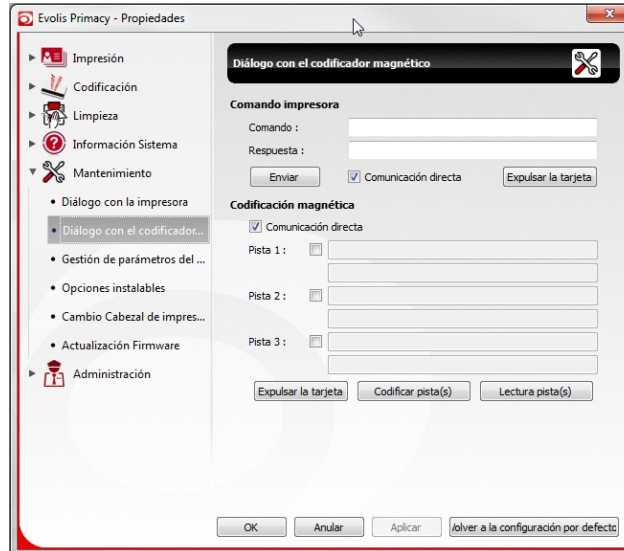 Evolis Primacy - Propiedades
Impresión
Codificación
Limpieza
Información Sistema
Mantenimiento
• Diálogo con la impresora
• Diálogo con el codificador...
• Gestión de parámetros del ...
• Opciones instalables
• Cambio Cabezal de impres...
• Actualización Firmware
Administración
Diálogo con el codificador magnético
Comando impresora
Comando :
Respuesta :
Enviar Comunicación directa Expulsar la tarjeta
Codificación magnética
Comunicación directa
Pista 1 :
Pista 2 :
Pista 3 :
Expulsar la tarjeta Codificar pista(s) Lectura pista(s)
OK Anular Aplicar /olver a la configuración por defecto